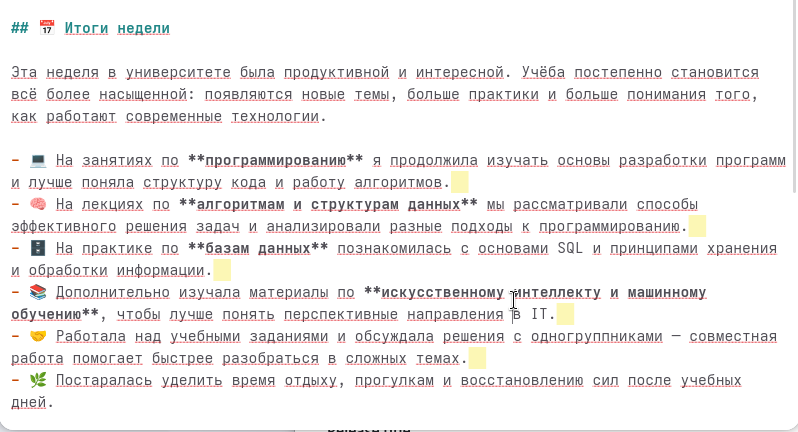 ## 📅 Итоги недели
Эта неделя в университете была продуктивной и интересной. Учёба постепенно становится
всё более насыщенной: появляются новые темы, больше практики и больше понимания того,
как работают современные технологии.
- 💻 На занятиях по **программированию** я продолжила изучать основы разработки программ
и лучше поняла структуру кода и работу алгоритмов.
- 🧠 На лекциях по **алгоритмам и структурам данных** мы рассматривали способы
эффективного решения задач и анализировали разные подходы к программированию.
- 🗄️ На практике по **базам данных** познакомилась с основами SQL и принципами хранения
и обработки информации.
- 📚 Дополнительно изучала материалы по **искусственному интеллекту и машинному
обучению**, чтобы лучше понять перспективные направления в IT.
- 🤝 Работала над учебными заданиями и обсуждала решения с одногруппниками — совместная
работа помогает быстрее разобраться в сложных темах.
- 🌿 Постаралась уделить время отдыху, прогулкам и восстановлению сил после учебных
дней.